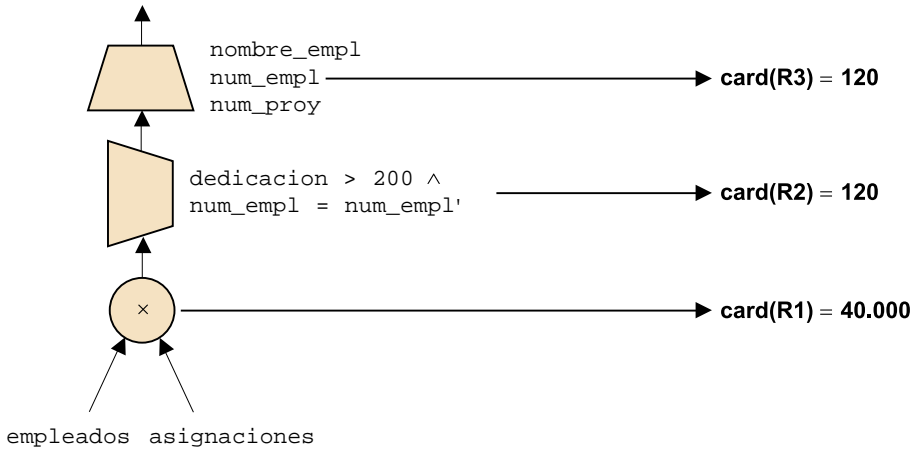 nombre_empl
num_empl
num_proy
card(R3) = 120
dedicacion > 200 ∧
num_empl = num_empl'
card(R2) = 120
×
card(R1) = 40.000
empleados asignaciones